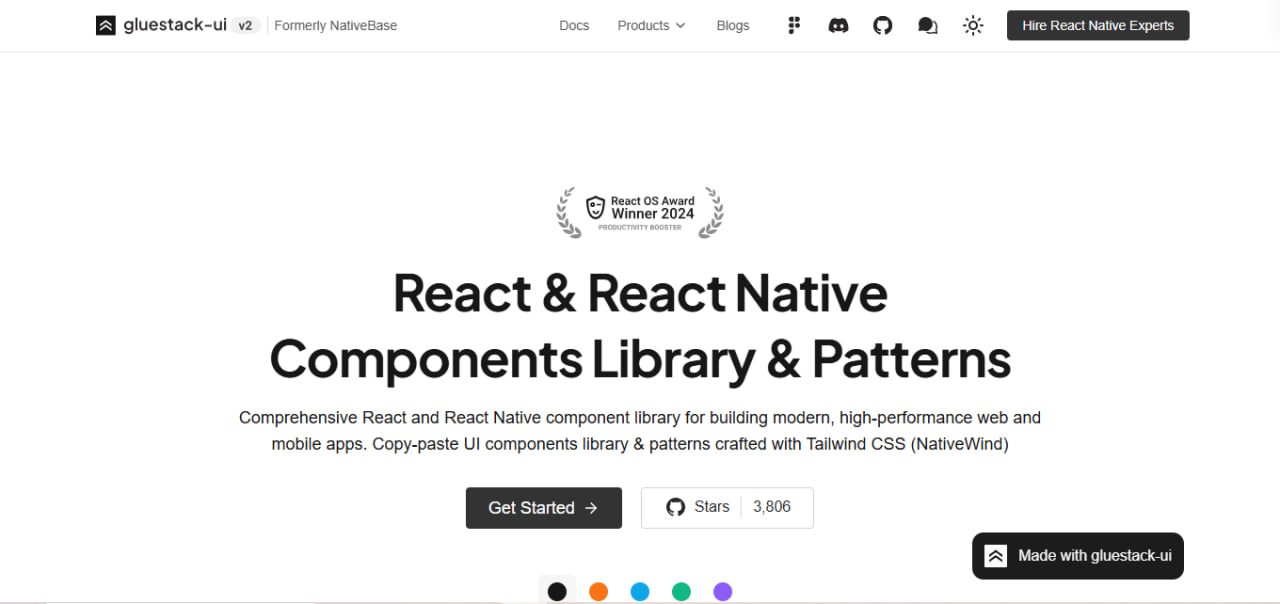 gluestack-ui v2 Formerly NativeBase Docs Products Blogs Hire React Native Experts
React OS Award
Winner 2024
PRODUCTIVITY BOOSTER
React & React Native
Components Library & Patterns
Comprehensive React and React Native component library for building modern, high-performance web and
mobile apps. Copy-paste UI components library & patterns crafted with Tailwind CSS (NativeWind)
Get Started → Stars 3,806
Made with gluestack-ui